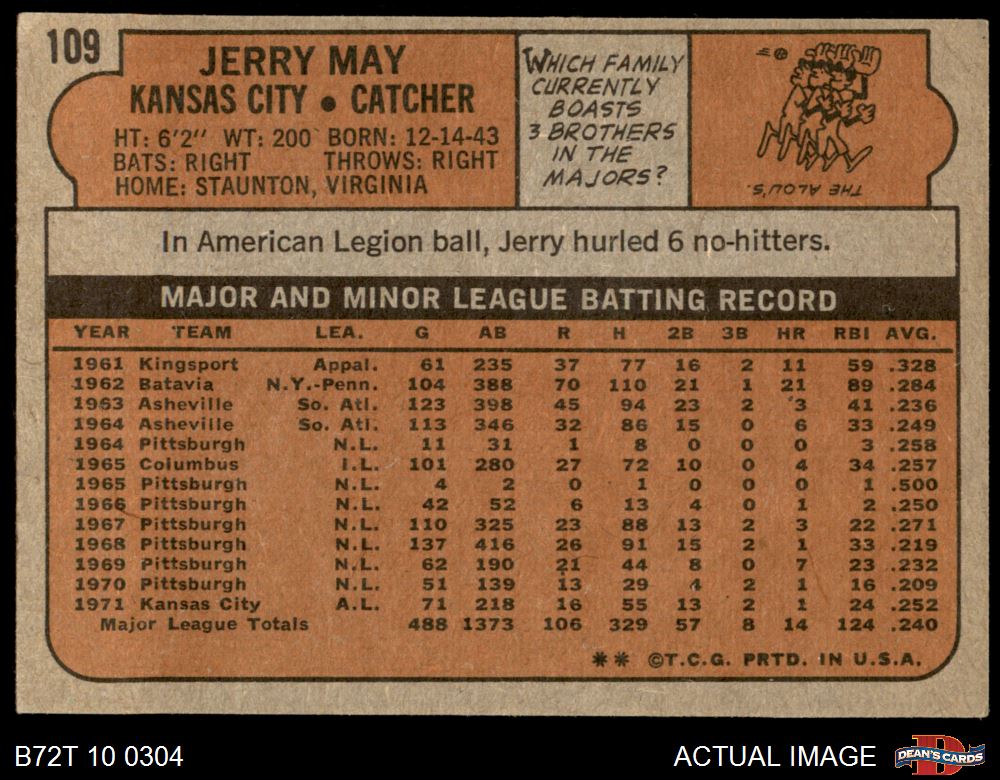 109
JERRY MAY
KANSAS CITY • CATCHER
HT: 6'2" WT: 200 BORN: 12-14-43
BATS: RIGHT THROWS: RIGHT
HOME: STAUNTON, VIRGINIA
WHICH FAMILY
CURRENTLY
BOASTS
3 BROTHERS
IN THE
MAJORS?
THE ALOU'S.
In American Legion ball, Jerry hurled 6 no-hitters.
MAJOR AND MINOR LEAGUE BATTING RECORD
YEAR TEAM LEA. G AB R H 2B 3B HR RBI AVG.
1961 Kingsport Appal. 61 235 37 77 16 2 11 59 .328
1962 Batavia N.Y.-Penn. 104 388 70 110 21 1 21 89 .284
1963 Asheville So. Atl. 123 398 45 94 23 2 3 41 .236
1964 Asheville So. Atl. 113 346 32 86 15 0 6 33 .249
1964 Pittsburgh N.L. 11 31 1 8 0 0 0 3 .258
1965 Columbus I.L. 101 280 27 72 10 0 4 34 .257
1965 Pittsburgh N.L. 4 2 0 1 0 0 0 1 .500
1966 Pittsburgh N.L. 42 52 6 13 4 0 1 2 .250
1967 Pittsburgh N.L. 110 325 23 88 13 2 3 22 .271
1968 Pittsburgh N.L. 137 416 26 91 15 2 1 33 .219
1969 Pittsburgh N.L. 62 190 21 44 8 0 7 23 .232
1970 Pittsburgh N.L. 51 139 13 29 4 2 1 16 .209
1971 Kansas City A.L. 71 218 16 55 13 2 1 24 .252
Major League Totals 488 1373 106 329 57 8 14 124 .240
** ©T.C.G. PRTD. IN U.S.A.
B72T 10 0304
ACTUAL IMAGE
D
DEAN'S CARDS